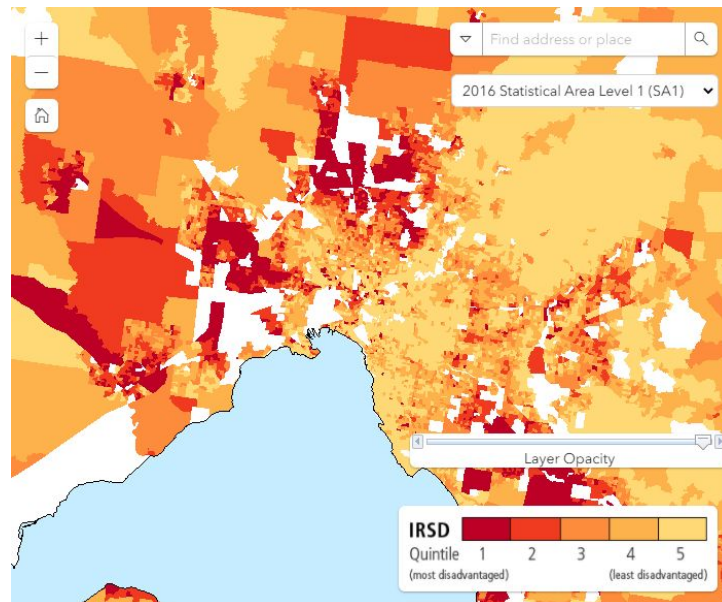 +
Find address or place
−
2016 Statistical Area Level 1 (SA1)
Layer Opacity
IRSD
Quintile 1 2 3 4 5
(most disadvantaged) (least disadvantaged)